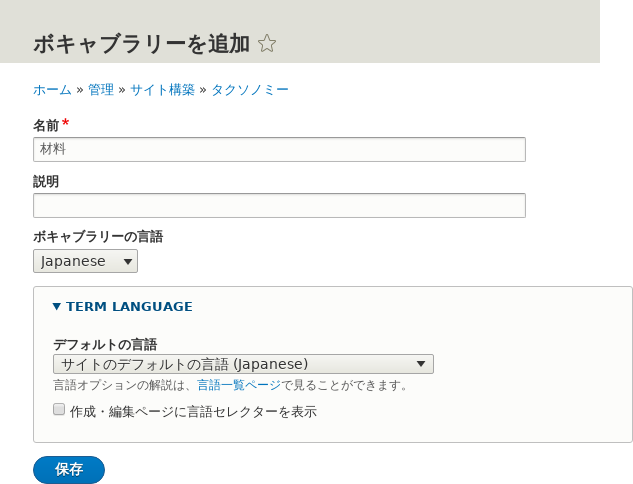 ボキャブラリーを追加
ホーム » 管理 » サイト構築 » タクソノミー
名前*
材料
説明
ボキャブラリーの言語
Japanese
TERM LANGUAGE
デフォルトの言語
サイトのデフォルトの言語 (Japanese)
言語オプションの解説は、言語一覧ページで見ることができます。
作成・編集ページに言語セレクターを表示
保存